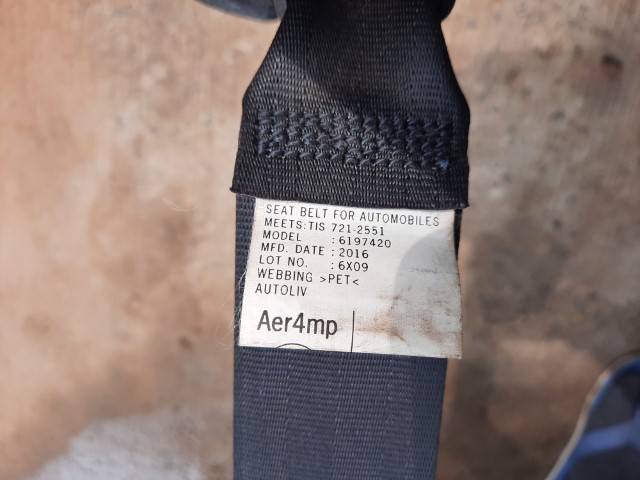 SEAT BELT FOR AUTOMOBILES
MEETS:TIS 721-2551
MODEL : 6197420
MFD. DATE : 2016
LOT NO. : 6X09
WEBBING >PET<
AUTOLIV
Aer4mp